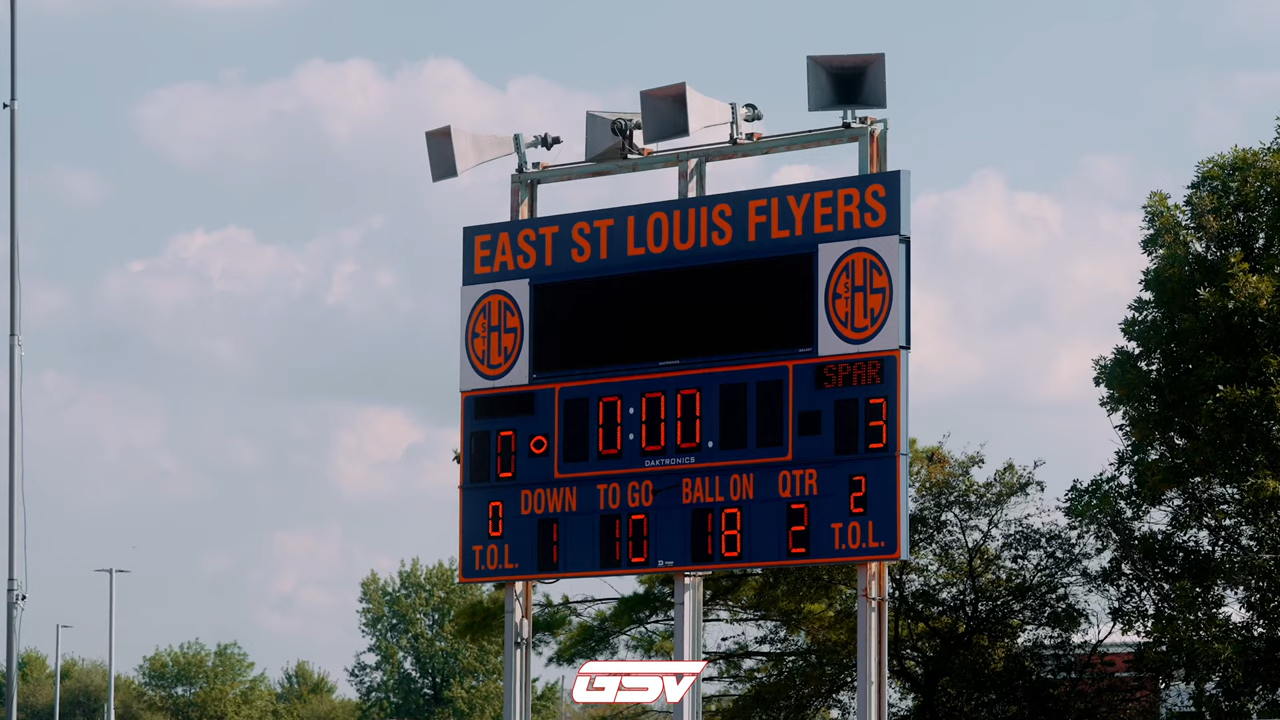 EAST ST LOUIS FLYERS
E ST HS
E ST HS
SPAR
0 0:00 3
DAKTRONICS
DOWN TO GO BALL ON QTR
0 1 10 18 2 2
T.O.L. T.O.L.
GSV